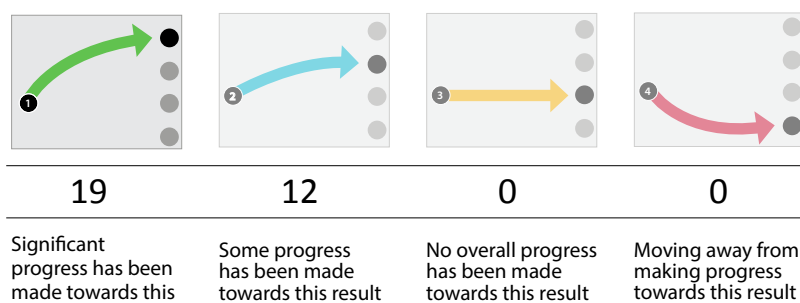 1
2
3
4
19
12
0
0
Significant
progress has been
made towards this
Some progress
has been made
towards this result
No overall progress
has been made
towards this result
Moving away from
making progress
towards this result